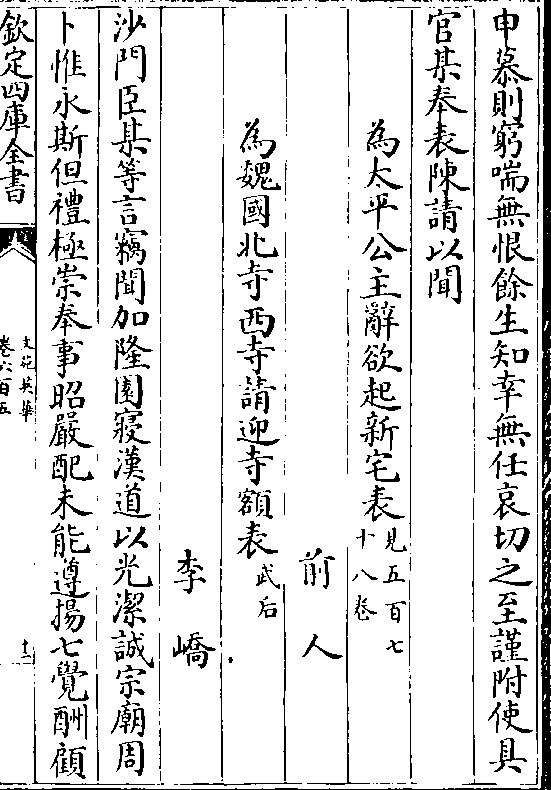 申慕則窮喘無恨餘生知幸無任哀切之至謹附使具
官某奉表陳請以聞
為太平公主辭欲起新宅表見五百七
十八卷
前人
為魏國北寺西寺請迎寺額表武后
李嶠
沙門臣某等言竊聞加隆園寢漢道以光潔誠宗廟周
卜惟永斯但禮極崇奉事昭嚴配未能遵揚七覺酬顧
欽定四庫全書
文苑英華
卷六百五
十二